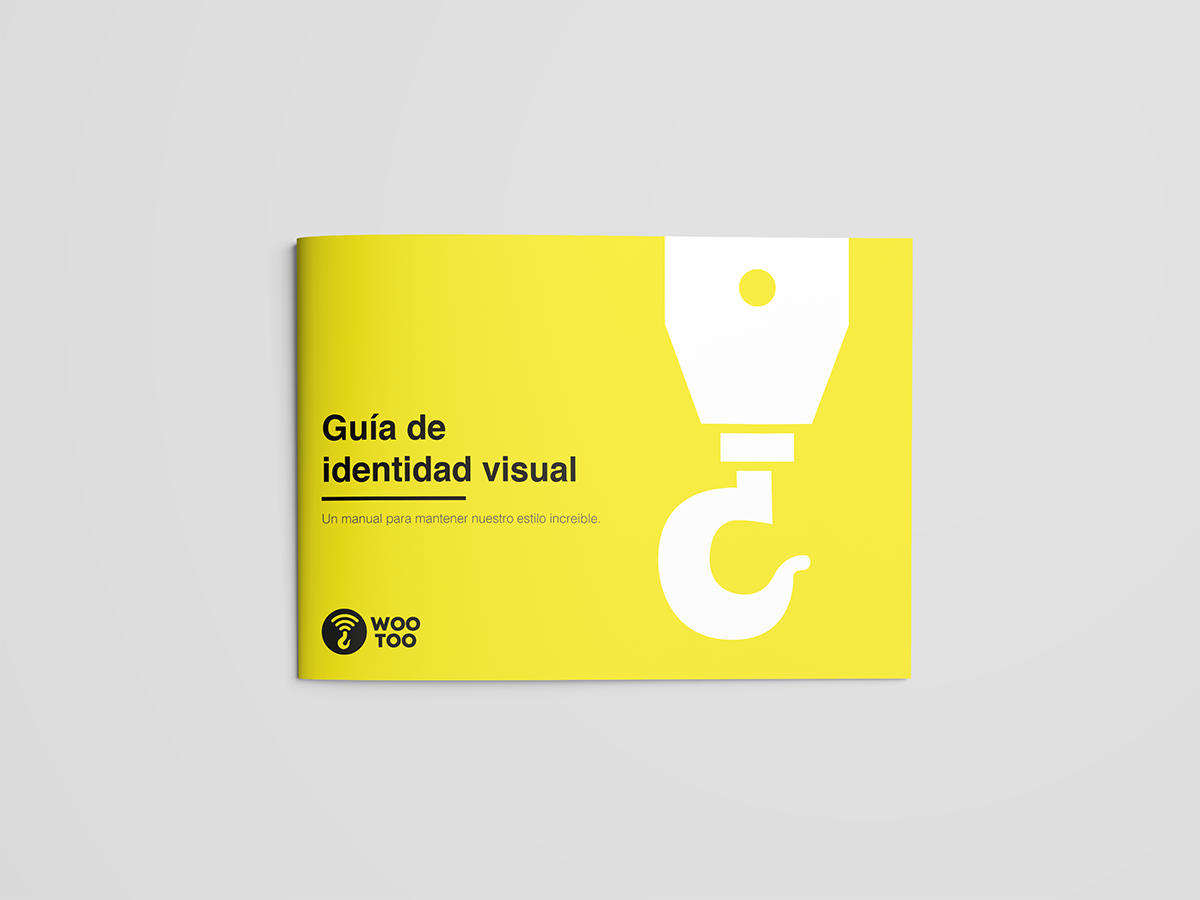 Guía de
identidad visual
Un manual para mantener nuestro estilo increible.
WOO
TOO